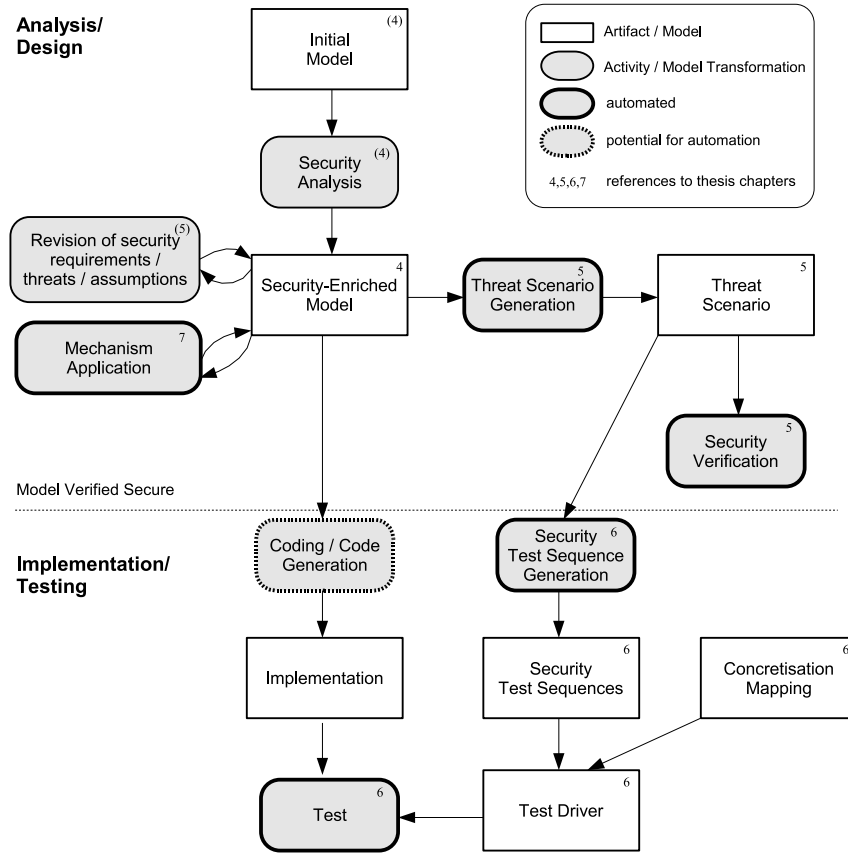 Analysis/
Design
(4)
Initial
Model
Artifact / Model
Activity / Model Transformation
automated
potential for automation
4,5,6,7 references to thesis chapters
(4)
Security
Analysis
(5)
Revision of security
requirements /
threats / assumptions
4
Security-Enriched
Model
5
Threat Scenario
Generation
5
Threat
Scenario
7
Mechanism
Application
5
Security
Verification
Model Verified Secure
Implementation/
Testing
Coding / Code
Generation
6
Security
Test Sequence
Generation
Implementation
6
Security
Test Sequences
6
Concretisation
Mapping
6
Test
6
Test Driver